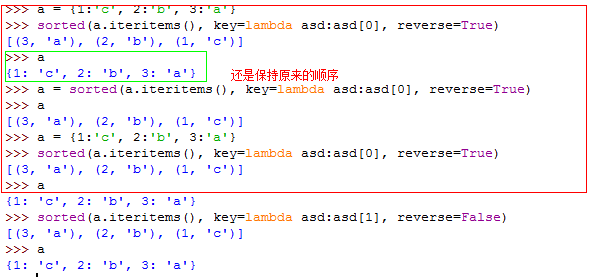 >>> a = {1:'c', 2:'b', 3:'a'}
>>> sorted(a.iteritems(), key=lambda asd:asd[0], reverse=True)
[(3, 'a'), (2, 'b'), (1, 'c')]
>>> a
{1: 'c', 2: 'b', 3: 'a'}
还是保持原来的顺序
>>> a = sorted(a.iteritems(), key=lambda asd:asd[0], reverse=True)
>>> a
[(3, 'a'), (2, 'b'), (1, 'c')]
>>> a = {1:'c', 2:'b', 3:'a'}
>>> sorted(a.iteritems(), key=lambda asd:asd[0], reverse=True)
[(3, 'a'), (2, 'b'), (1, 'c')]
>>> a
{1: 'c', 2: 'b', 3: 'a'}
>>> sorted(a.iteritems(), key=lambda asd:asd[1], reverse=False)
[(3, 'a'), (2, 'b'), (1, 'c')]
>>> a
{1: 'c', 2: 'b', 3: 'a'}